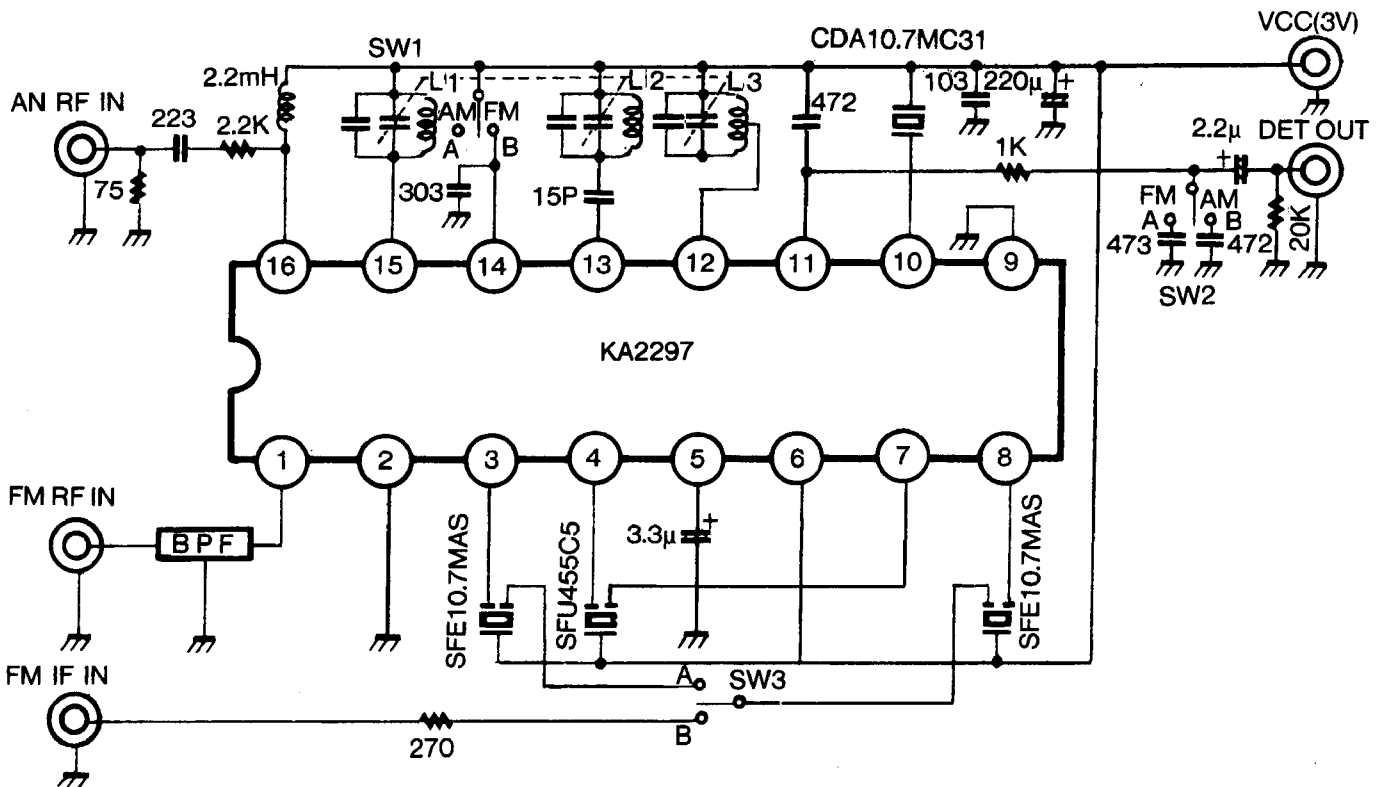 VCC(3V)
SW1
CDA10.7MC31
2.2mH
L1
L2
L3
103
220μ
+
AN RF IN
223
2.2K
AM
FM
A
B
472
2.2μ
+
DET OUT
1K
75
303
15P
FM
A
AM
B
473
472
20K
SW2
16
15
14
13
12
11
10
9
KA2297
1
2
3
4
5
6
7
8
FM RF IN
BPF
SFE10.7MAS
SFU455C5
3.3μ
+
SFE10.7MAS
FM IF IN
A
SW3
B
270